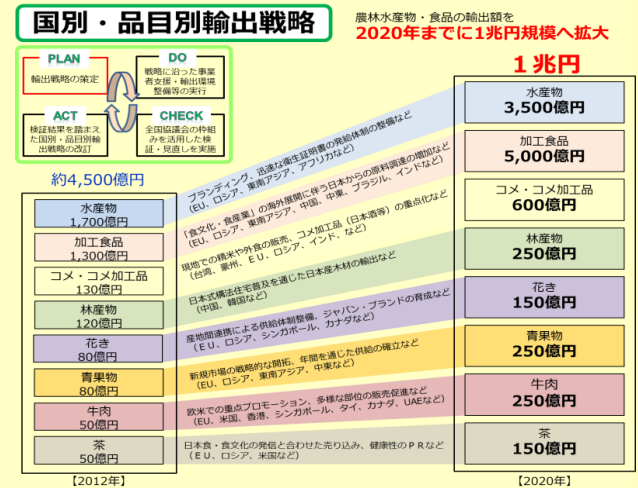 国別・品目別輸出戦略
農林水産物・食品の輸出額を
2020年までに1兆円規模へ拡大
PLAN
輸出戦略の策定
DO
戦略に沿った事業
者支援・輸出環境
整備等の実行
ACT
検証結果を踏まえ
た国別・品目別輸
出戦略の改訂
CHECK
全国協議会の枠組
みを活用した検
証・見直しを実施
約4,500億円
水産物
1,700億円
加工食品
1,300億円
コメ・コメ加工品
130億円
林産物
120億円
花き
80億円
青果物
80億円
牛肉
50億円
茶
50億円
【2012年】
ブランディング、迅速な衛生証明書の発給体制の整備など
(EU、ロシア、東南アジア、アフリカなど)
「食文化・食産業」の海外展開に伴う日本からの原料調達の増加など
(EU、ロシア、東南アジア、中国、中東、ブラジル、インドなど)
現地での精米や外食の販売、コメ加工品（日本酒等）の重点化など
(台湾、豪州、ＥＵ、ロシア、インド、など)
日本式構法住宅普及を通じた日本産木材の輸出など
(中国、韓国など)
産地間連携による供給体制整備、ジャパン・ブランドの育成など
(ＥＵ、ロシア、シンガポール、カナダなど)
新規市場の戦略的な開拓、年間を通じた供給の確立など
(EU、ロシア、東南アジア、中東など)
欧米での重点プロモーション、多様な部位の販売促進など
(EU、米国、香港、シンガポール、タイ、カナダ、UAEなど)
日本食・食文化の発信と合わせた売り込み、健康性のＰＲなど
(ＥＵ、ロシア、米国など)
１兆円
水産物
3,500億円
加工食品
5,000億円
コメ・コメ加工品
600億円
林産物
250億円
花き
150億円
青果物
250億円
牛肉
250億円
茶
150億円
【2020年】